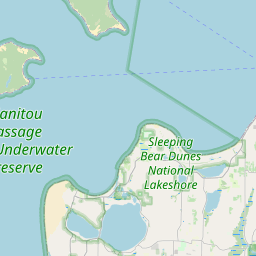 anitou
assage
Underwater
eserve
Sleeping
Bear Dunes
National
Lakeshore